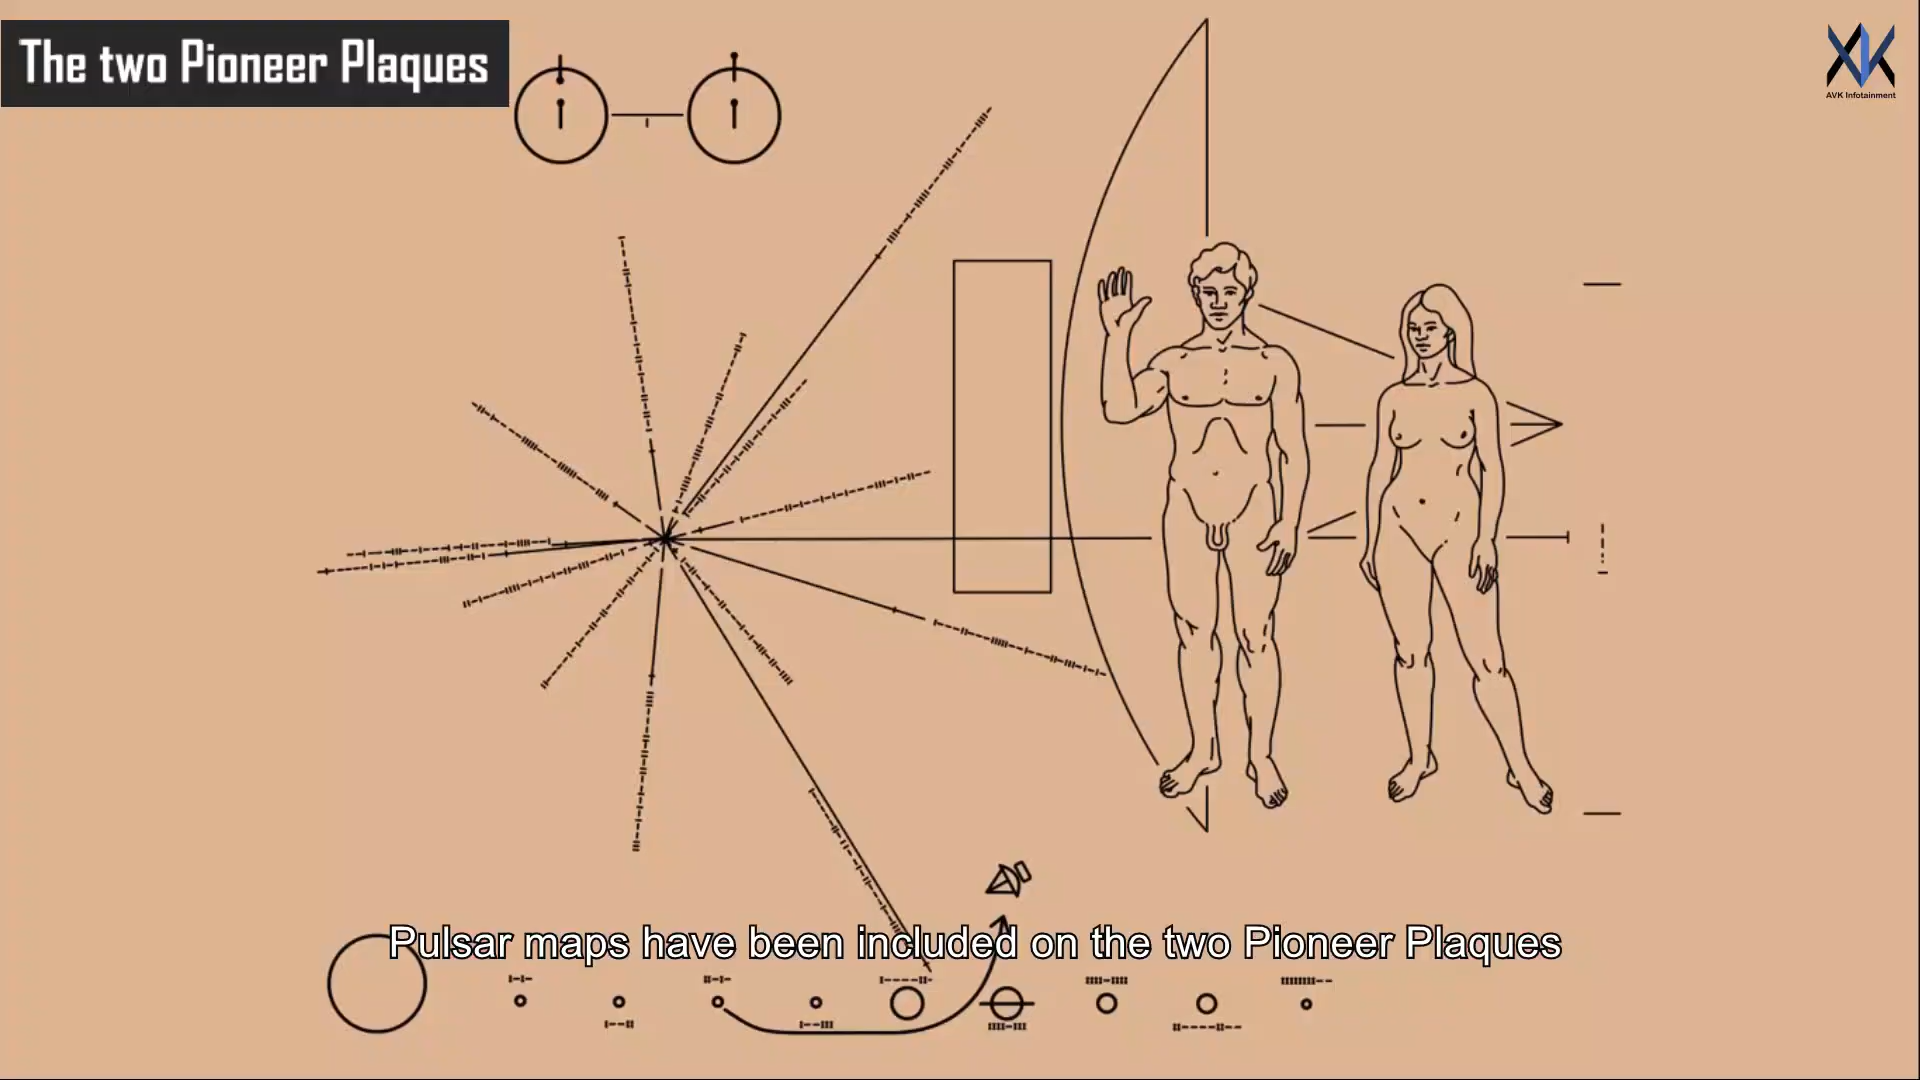 The two Pioneer Plaques
AVK Infotainment
Pulsar maps have been included on the two Pioneer Plaques